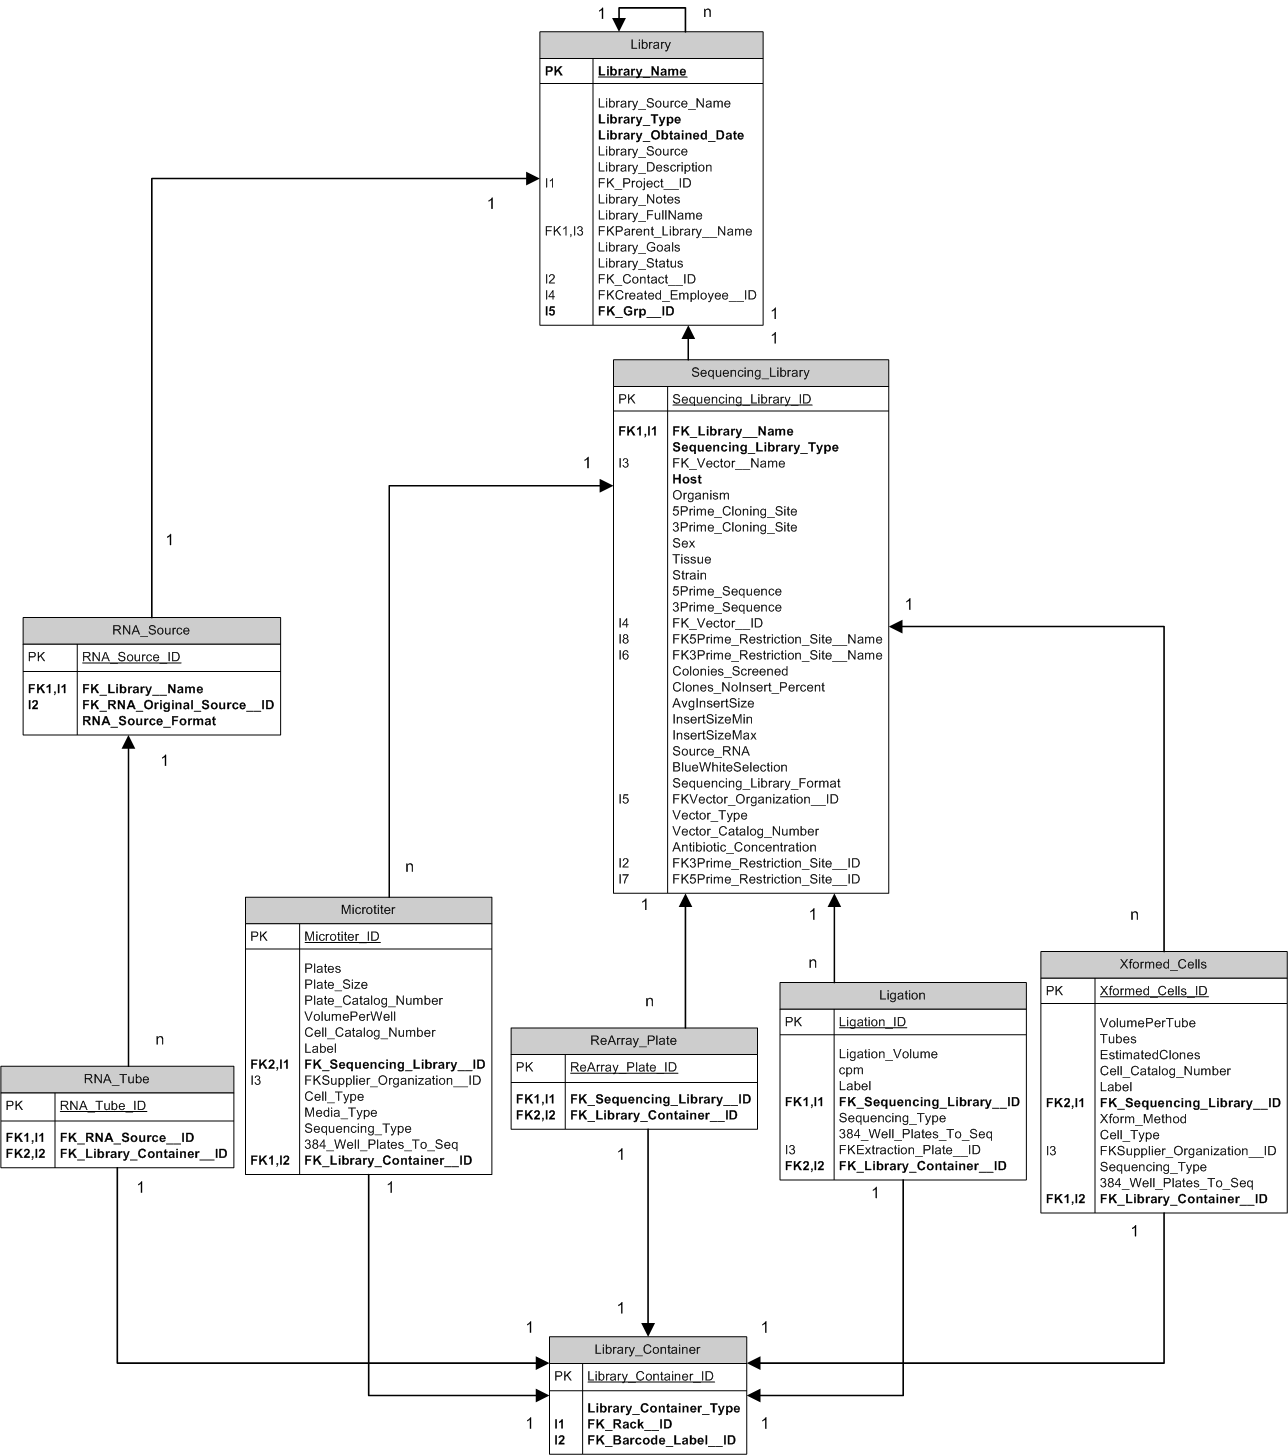 1 n
Library
PK Library_Name
Library_Source_Name
Library_Type
Library_Obtained_Date
Library_Source
Library_Description
I1 FK_Project__ID
Library_Notes
Library_FullName
FK1,I3 FKParent_Library__Name
Library_Goals
Library_Status
I2 FK_Contact__ID
I4 FKCreated_Employee__ID
I5 FK_Grp__ID
1
1
1
Sequencing_Library
PK Sequencing_Library_ID
FK1,I1 FK_Library__Name
Sequencing_Library_Type
I3 FK_Vector__Name
Host
Organism
5Prime_Cloning_Site
3Prime_Cloning_Site
Sex
Tissue
Strain
5Prime_Sequence
3Prime_Sequence
I4 FK_Vector__ID
I8 FK5Prime_Restriction_Site__Name
I6 FK3Prime_Restriction_Site__Name
Colonies_Screened
Clones_NoInsert_Percent
AvgInsertSize
InsertSizeMin
InsertSizeMax
Source_RNA
BlueWhiteSelection
Sequencing_Library_Format
I5 FKVector_Organization__ID
Vector_Type
Vector_Catalog_Number
Antibiotic_Concentration
I2 FK3Prime_Restriction_Site__ID
I7 FK5Prime_Restriction_Site__ID
1
1
1
RNA_Source
PK RNA_Source_ID
FK1,I1 FK_Library__Name
I2 FK_RNA_Original_Source__ID
RNA_Source_Format
1
n
1
1
n
Microtiter
PK Microtiter_ID
Plates
Plate_Size
Plate_Catalog_Number
VolumePerWell
Cell_Catalog_Number
Label
FK2,I1 FK_Sequencing_Library__ID
I3 FKSupplier_Organization__ID
Cell_Type
Media_Type
Sequencing_Type
384_Well_Plates_To_Seq
FK1,I2 FK_Library_Container__ID
n
n
n
Xformed_Cells
PK Xformed_Cells_ID
VolumePerTube
Tubes
EstimatedClones
Cell_Catalog_Number
Label
FK2,I1 FK_Sequencing_Library__ID
Xform_Method
Cell_Type
I3 FKSupplier_Organization__ID
Sequencing_Type
384_Well_Plates_To_Seq
FK1,I2 FK_Library_Container__ID
Ligation
PK Ligation_ID
Ligation_Volume
cpm
Label
FK1,I1 FK_Sequencing_Library__ID
Sequencing_Type
384_Well_Plates_To_Seq
I3 FKExtraction_Plate__ID
FK2,I2 FK_Library_Container__ID
ReArray_Plate
PK ReArray_Plate_ID
FK1,I1 FK_Sequencing_Library__ID
FK2,I2 FK_Library_Container__ID
RNA_Tube
PK RNA_Tube_ID
FK1,I1 FK_RNA_Source__ID
FK2,I2 FK_Library_Container__ID
1
1
1
1
1
1
1
1
Library_Container
PK Library_Container_ID
Library_Container_Type
I1 FK_Rack__ID
I2 FK_Barcode_Label__ID
1
1